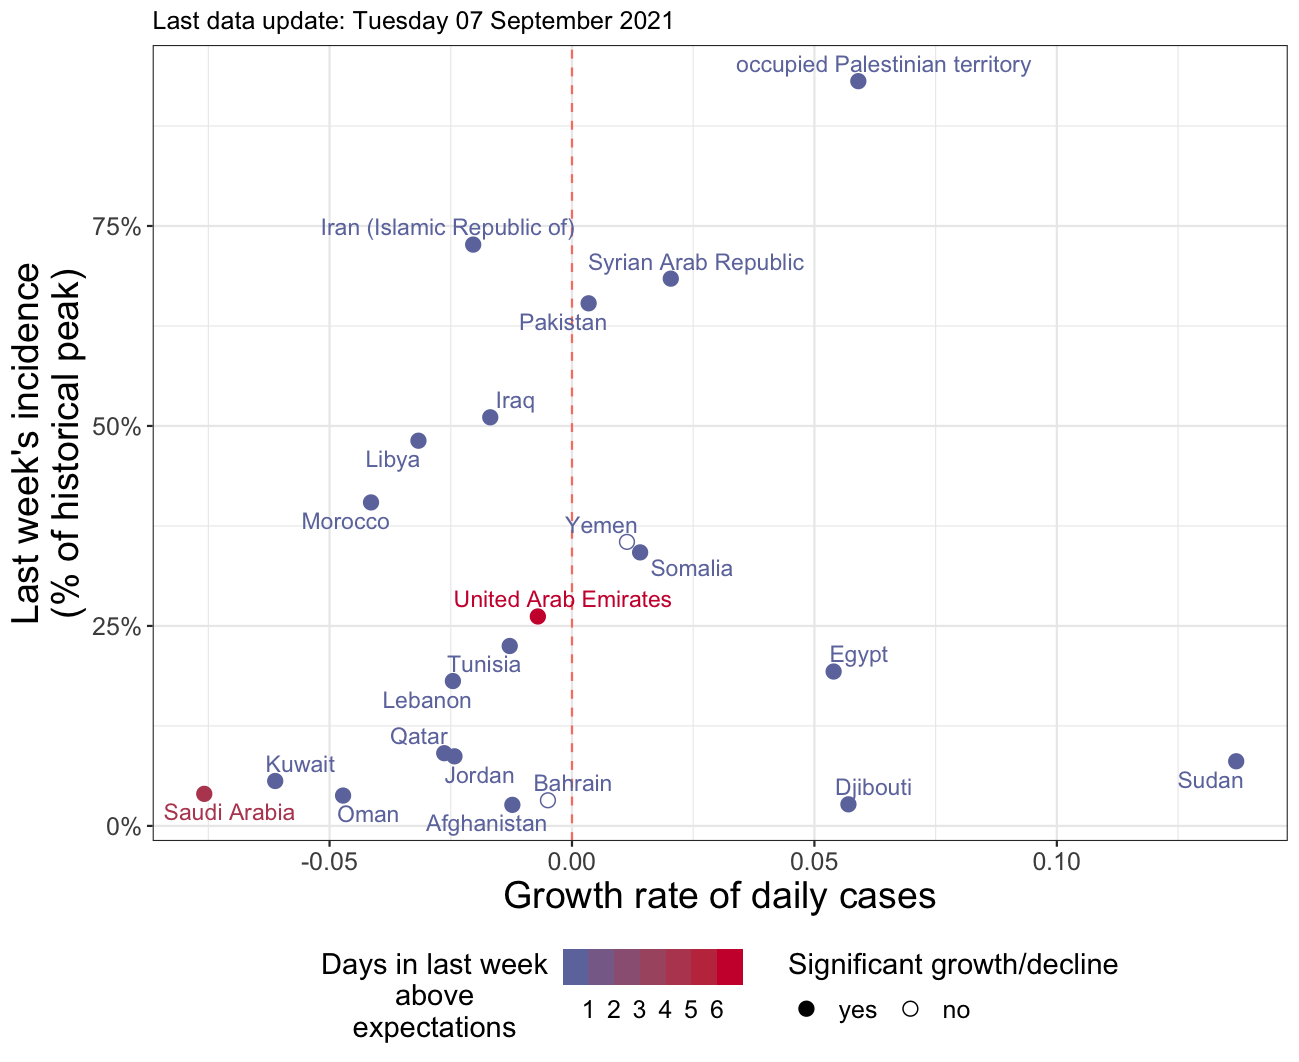 Last data update: Tuesday 07 September 2021
occupied Palestinian territory
Iran (Islamic Republic of)
Syrian Arab Republic
Pakistan
Iraq
Libya
Morocco
Yemen
Somalia
United Arab Emirates
Tunisia
Egypt
Lebanon
Qatar
Kuwait
Jordan
Sudan
Bahrain
Djibouti
Saudi Arabia
Oman
Afghanistan
75%
50%
25%
0%
Last week's incidence
(% of historical peak)
-0.05 0.00 0.05 0.10
Growth rate of daily cases
Days in last week
above
expectations
1 2 3 4 5 6
Significant growth/decline
yes no